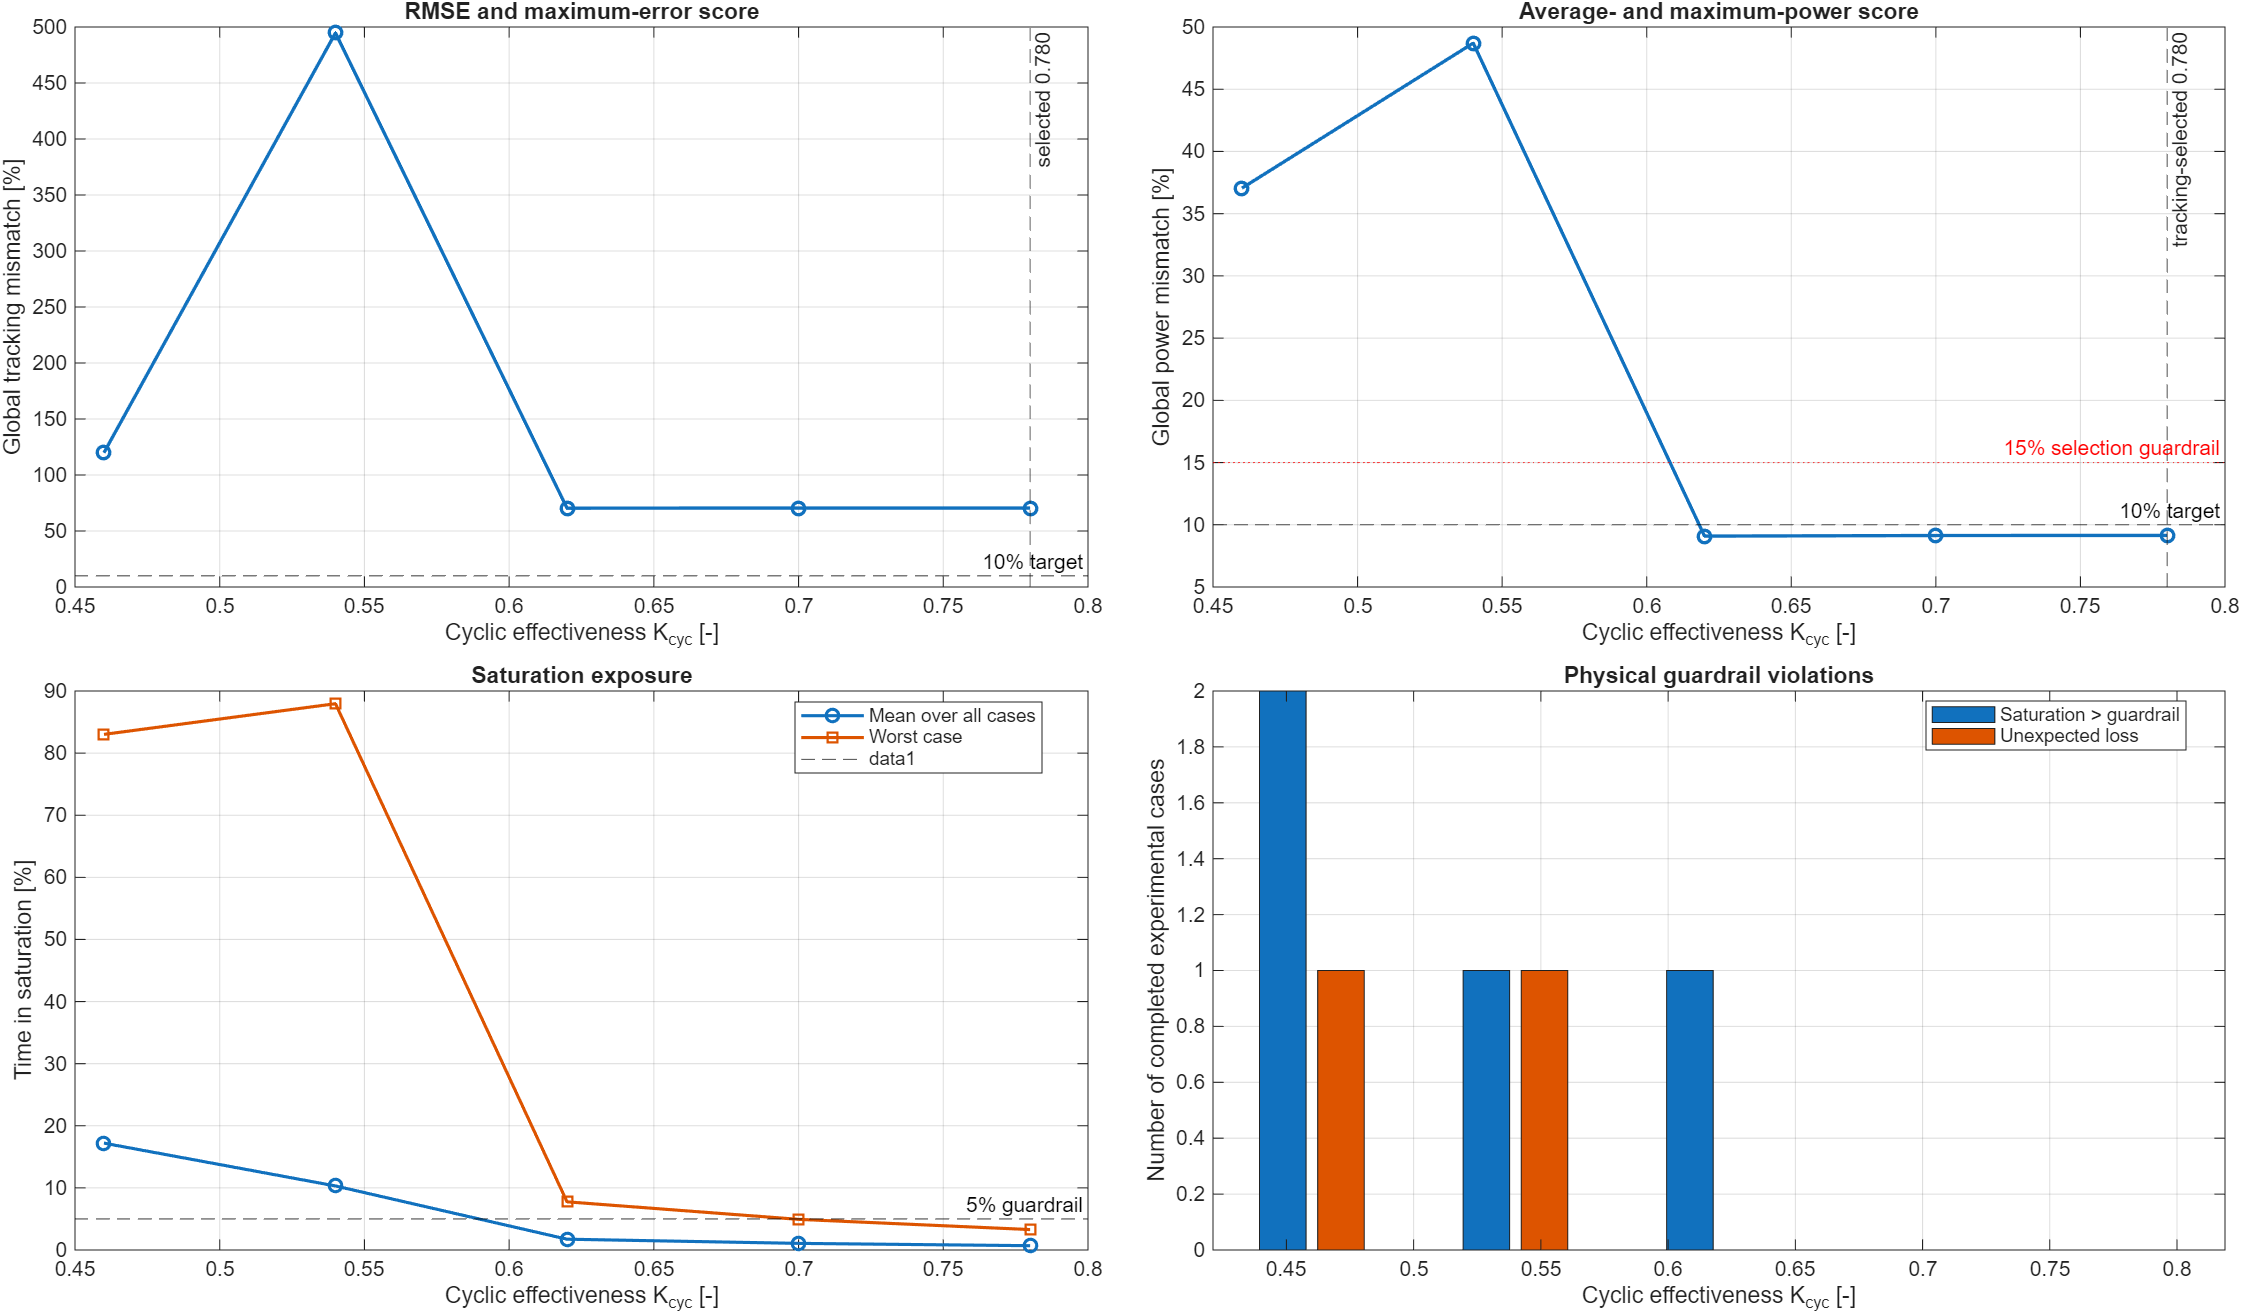 RMSE and maximum-error score
Global tracking mismatch [%]
500
450
400
350
300
250
200
150
100
50
0
selected 0.780
10% target
0.45 0.5 0.55 0.6 0.65 0.7 0.75 0.8
Cyclic effectiveness Kcyc [-]
Average- and maximum-power score
Global power mismatch [%]
50
45
40
35
30
25
20
15
10
5
tracking-selected 0.780
15% selection guardrail
10% target
0.45 0.5 0.55 0.6 0.65 0.7 0.75 0.8
Cyclic effectiveness Kcyc [-]
Saturation exposure
Time in saturation [%]
90
80
70
60
50
40
30
20
10
0
Mean over all cases
Worst case
data1
5% guardrail
0.45 0.5 0.55 0.6 0.65 0.7 0.75 0.8
Cyclic effectiveness Kcyc [-]
Physical guardrail violations
Number of completed experimental cases
2
1.8
1.6
1.4
1.2
1
0.8
0.6
0.4
0.2
0
Saturation > guardrail
Unexpected loss
0.45 0.5 0.55 0.6 0.65 0.7 0.75 0.8
Cyclic effectiveness Kcyc [-]